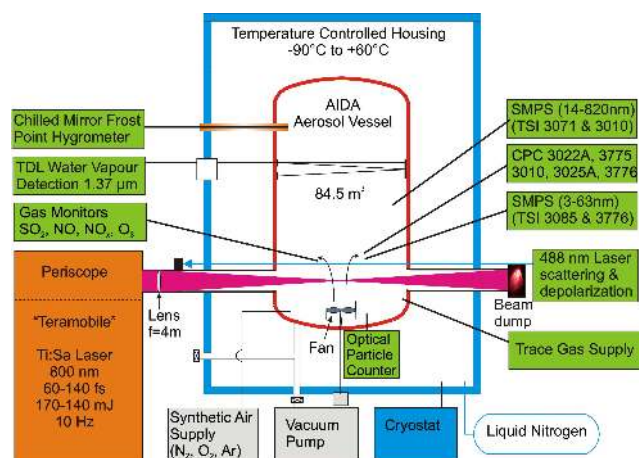 Temperature Controlled Housing
-90°C to +60°C
AIDA
Aerosol Vessel
84.5 m³
Chilled Mirror Frost
Point Hygrometer
TDL Water Vapour
Detection 1.37 µm
Gas Monitors
SO₂, NO, NOₓ, O₃
Periscope
"Teramobile"
Ti:Sa Laser
800 nm
60-140 fs
170-140 mJ
10 Hz
Lens
f=4m
Fan
Optical
Particle
Counter
SMPS (14-820nm)
(TSI 3071 & 3010)
CPC 3022A, 3775
3010, 3025A, 3776
SMPS (3-63nm)
(TSI 3085 & 3776)
488 nm Laser
scattering &
depolarization
Beam
dump
Trace Gas Supply
Synthetic Air
Supply
(N₂, O₂, Ar)
Vacuum
Pump
Cryostat
Liquid Nitrogen